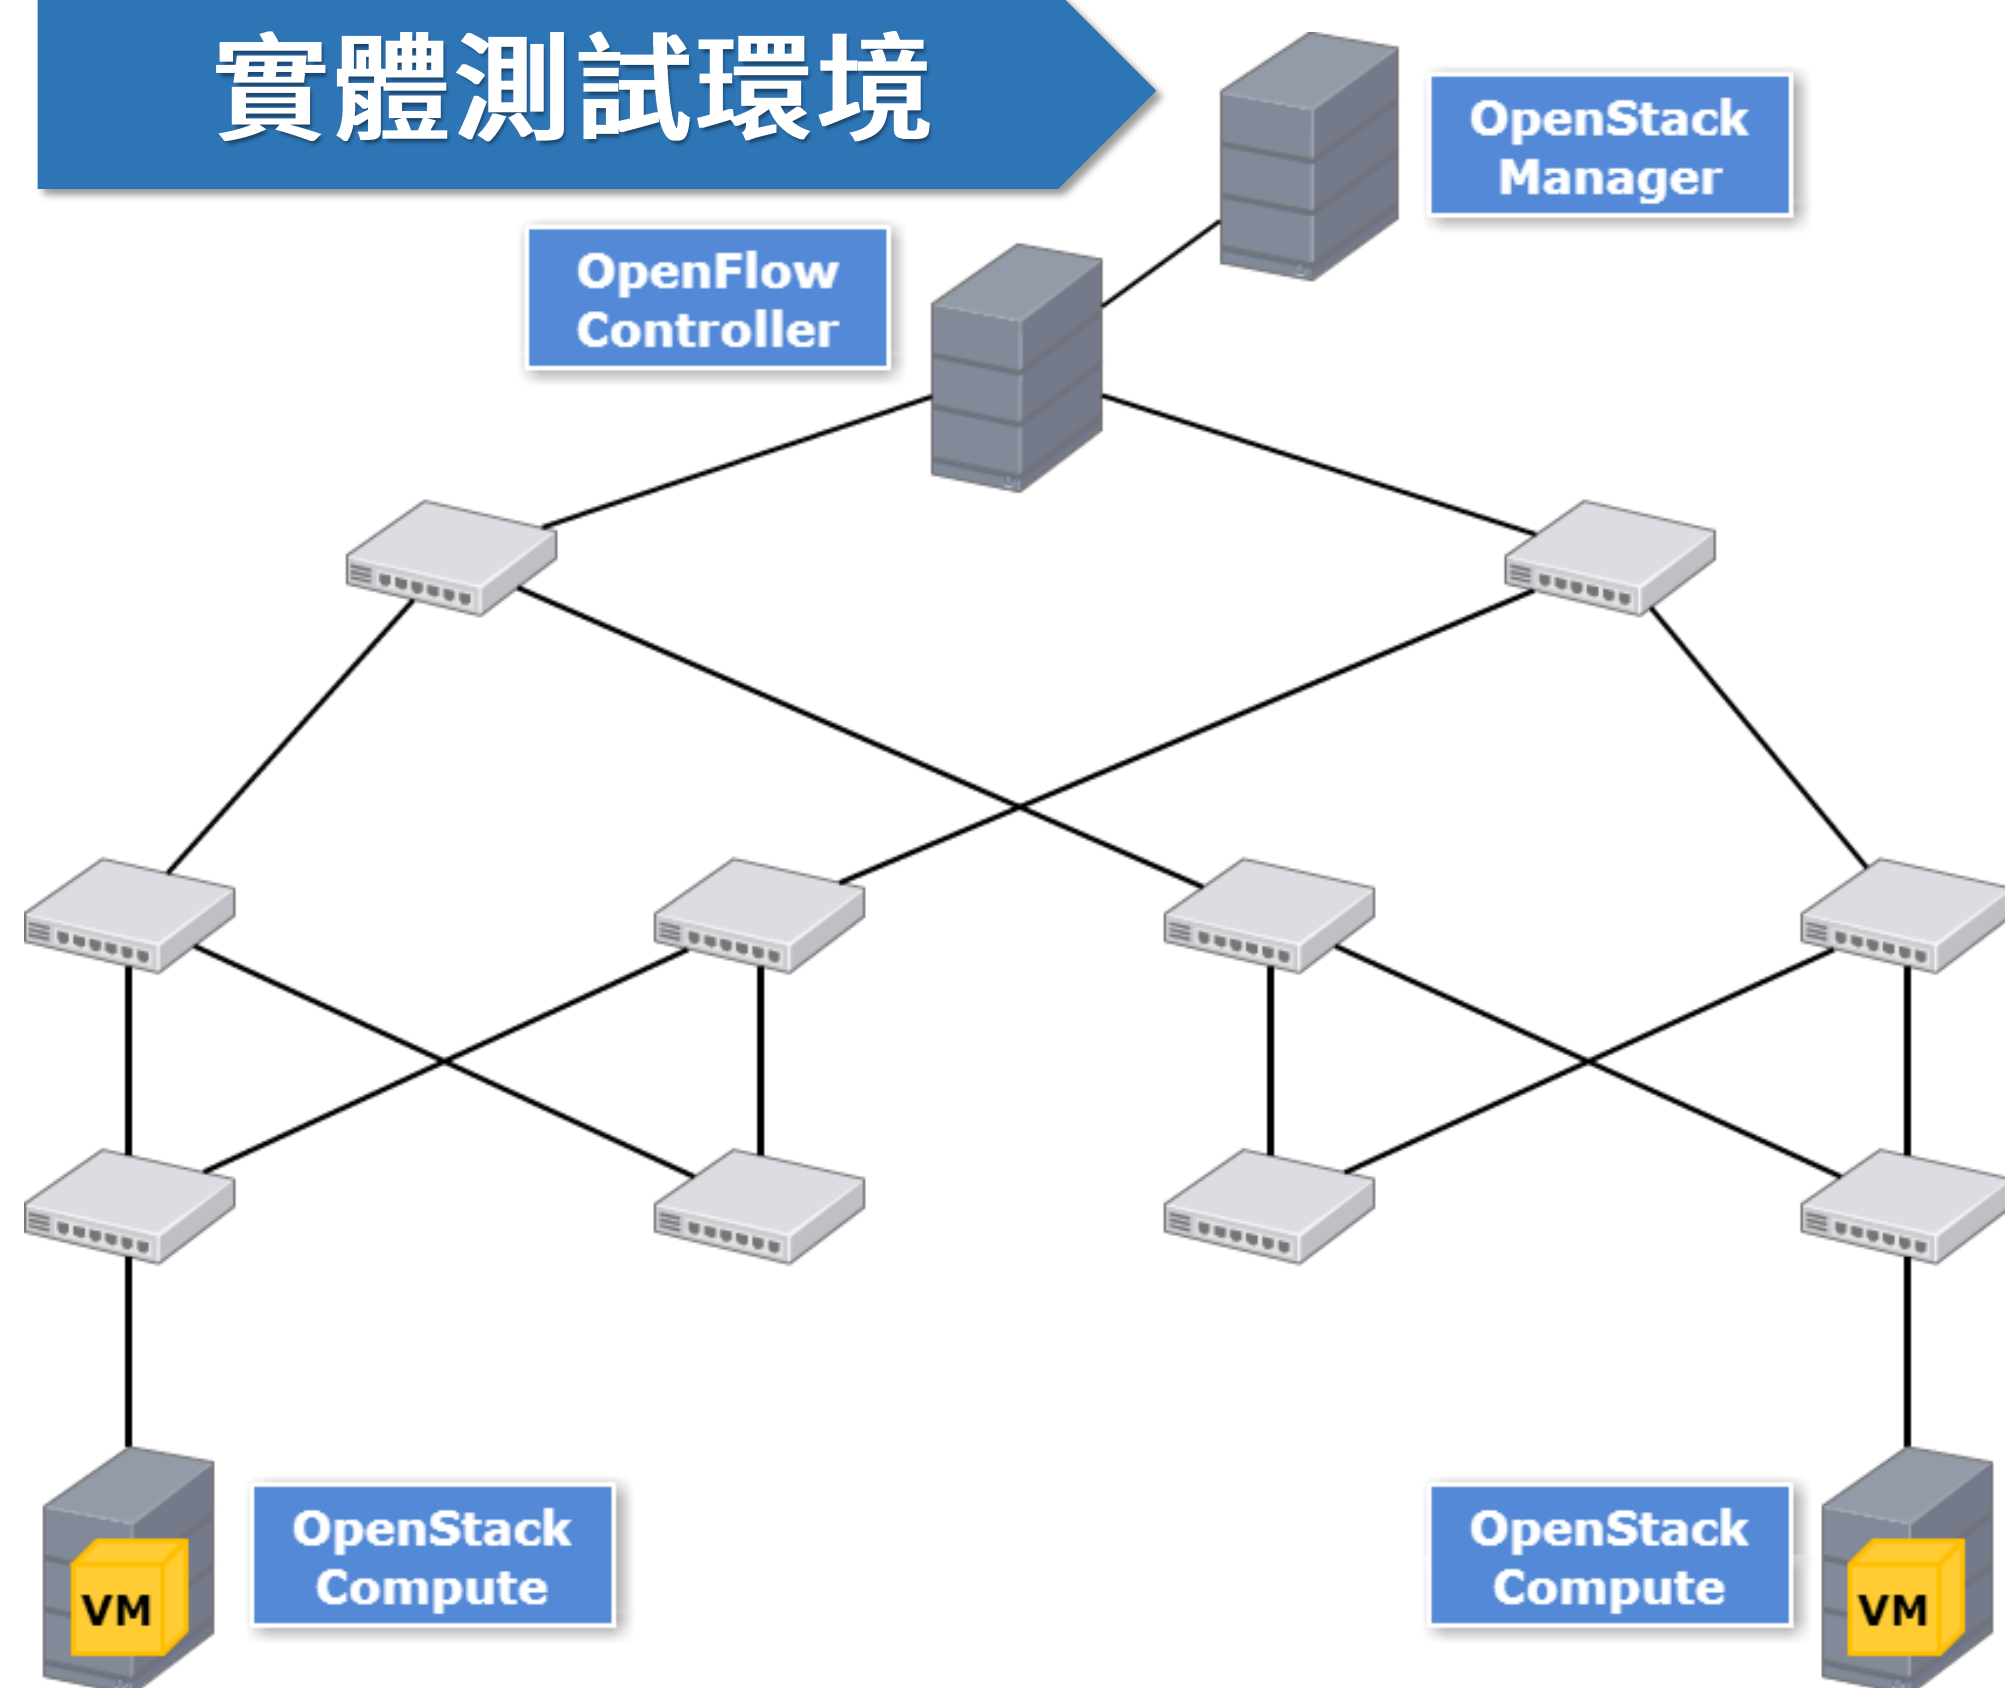 實體測試環境
OpenStack
Manager
OpenFlow
Controller
OpenStack
Compute
VM
OpenStack
Compute
VM